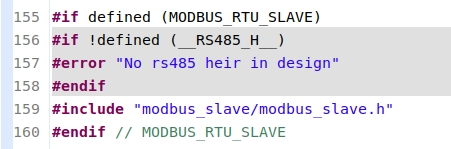 155 #if defined (MODBUS_RTU_SLAVE)
156 #if !defined (__RS485_H__)
157 #error "No rs485 heir in design"
158 #endif
159 #include "modbus_slave/modbus_slave.h"
160 #endif // MODBUS_RTU_SLAVE